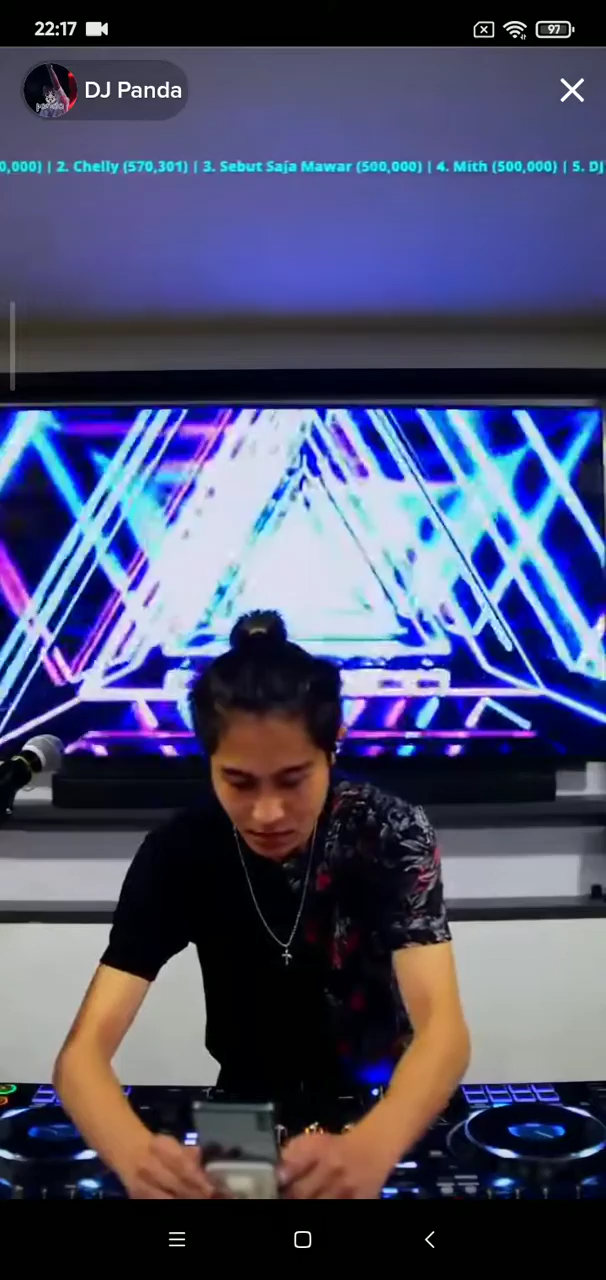 22:17
97
DJ Panda
panda
0,000) | 2. Chelly (570,301) | 3. Sebut Saja Mawar (500,000) | 4. Mith (500,000) | 5. DJ